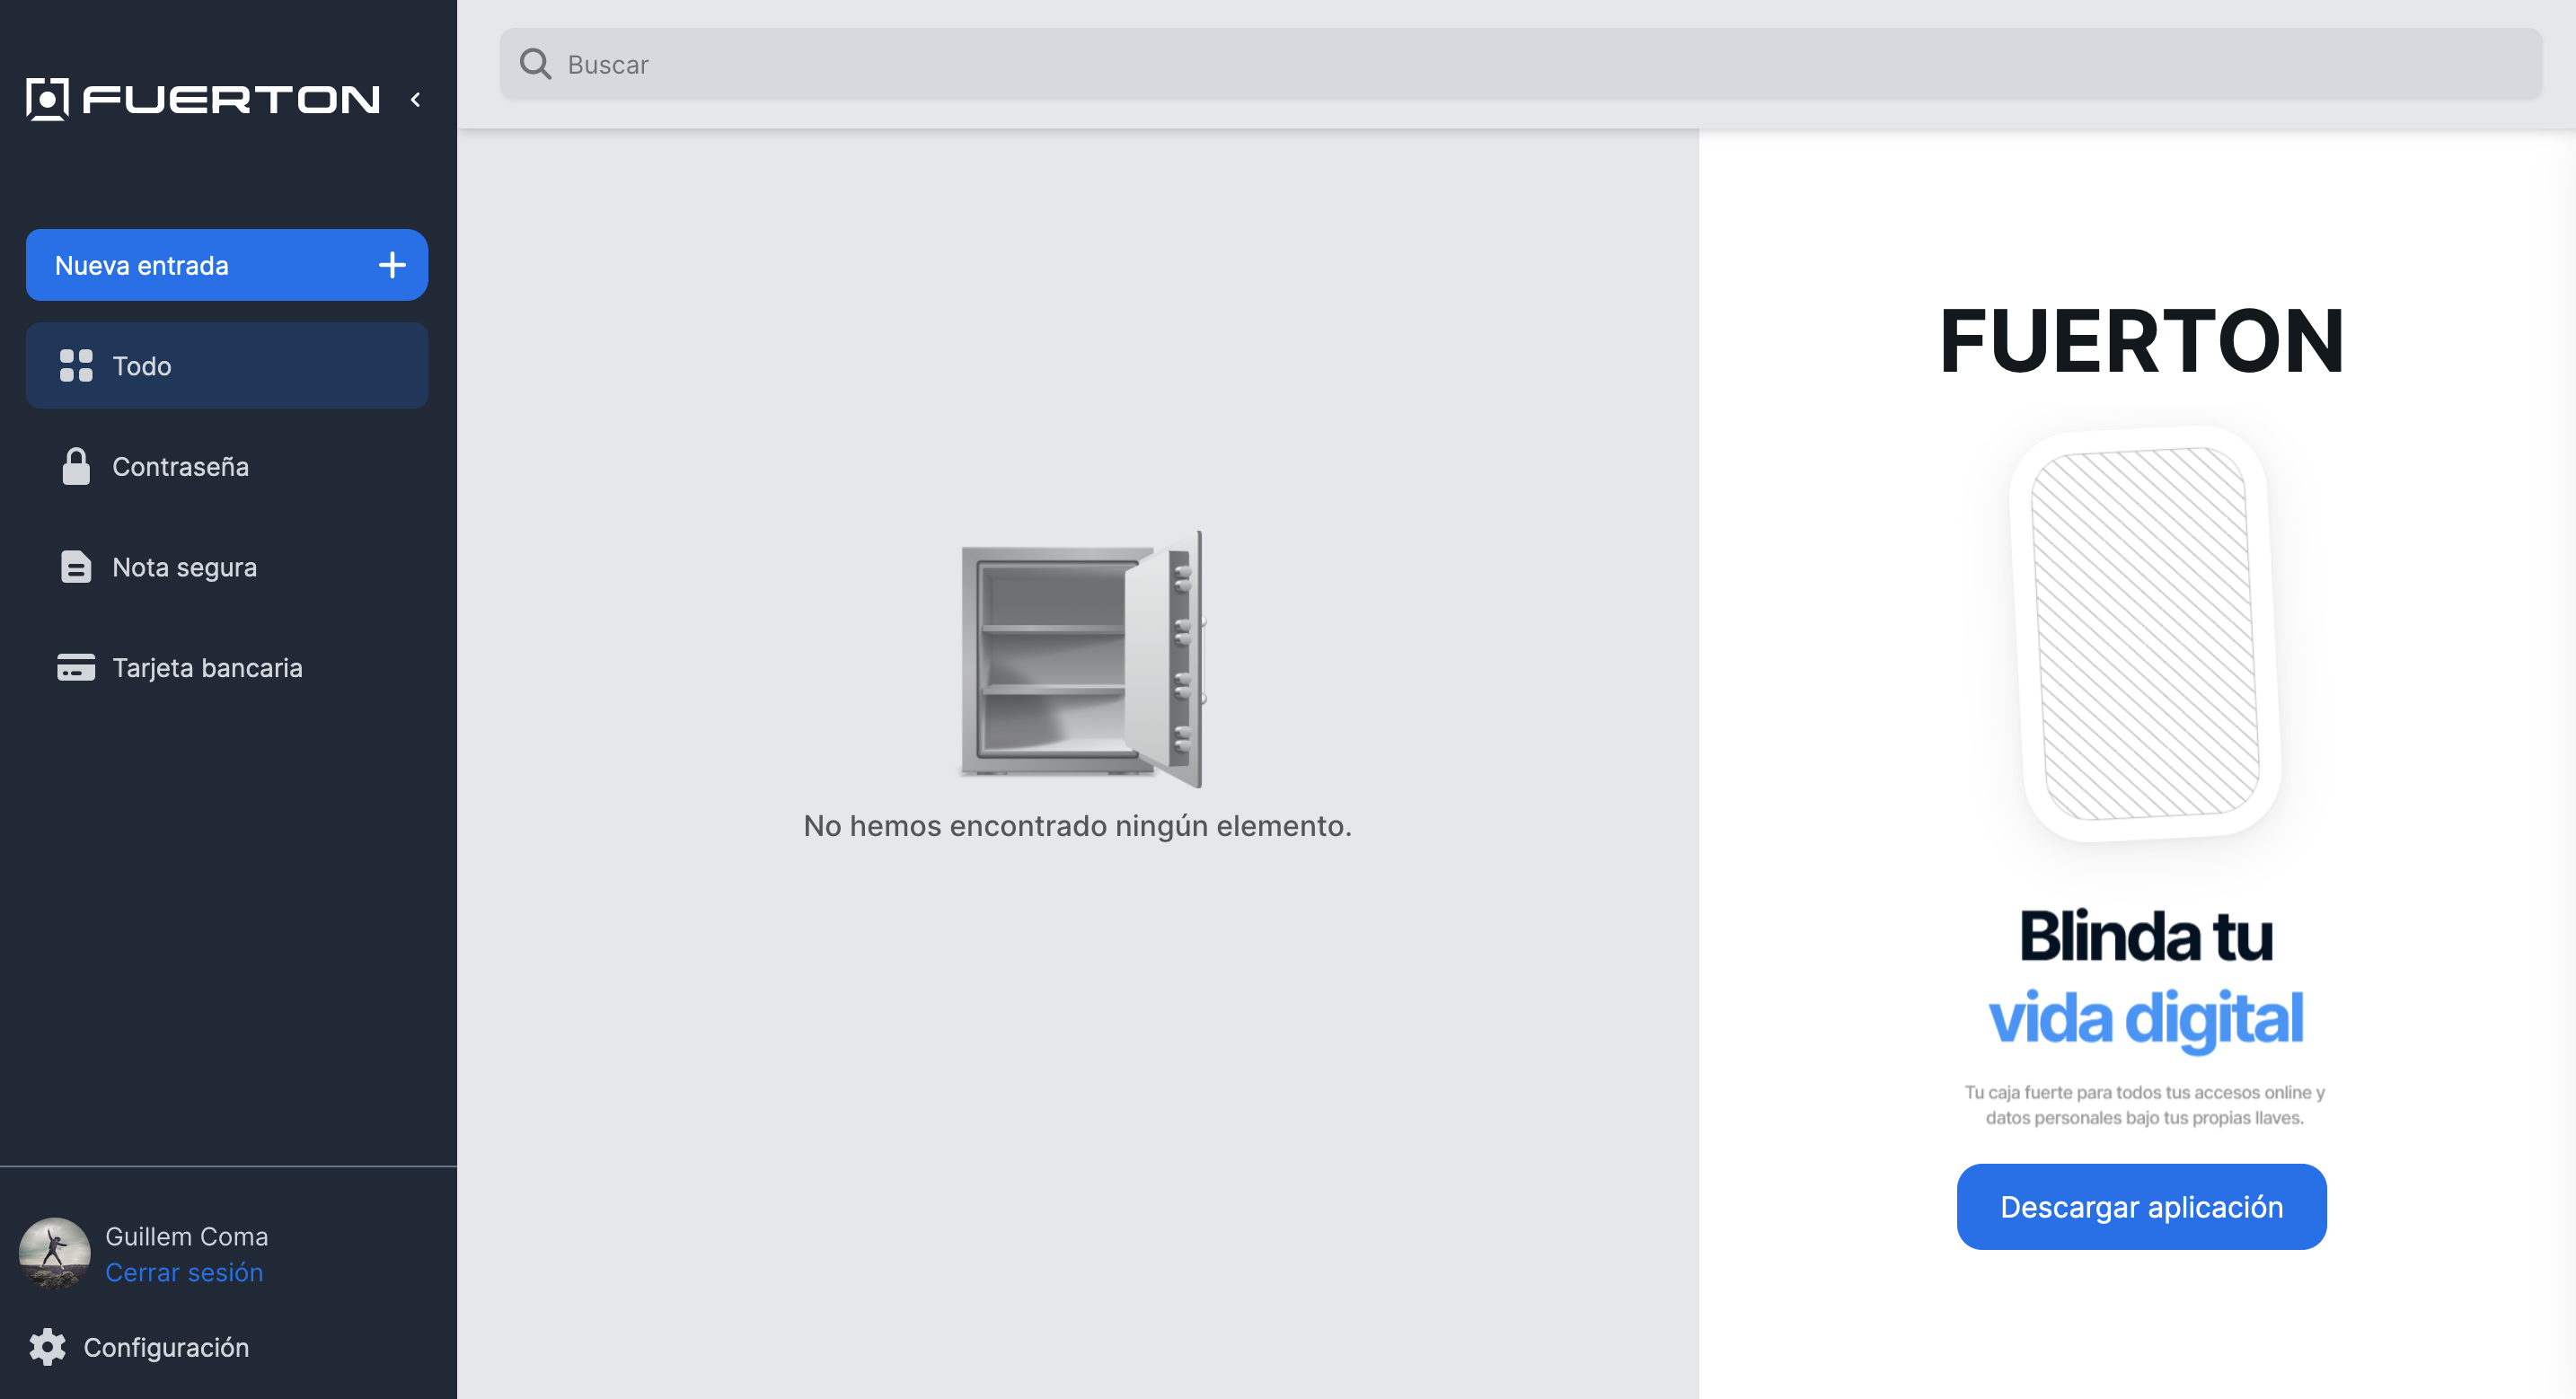 FUERTON
Nueva entrada
Todo
Contraseña
Nota segura
Tarjeta bancaria
Guillem Coma
Cerrar sesión
Configuración
Buscar
No hemos encontrado ningún elemento.
FUERTON
Blinda tu
vida digital
Tu caja fuerte para todos tus accesos online y
datos personales bajo tus propias llaves.
Descargar aplicación